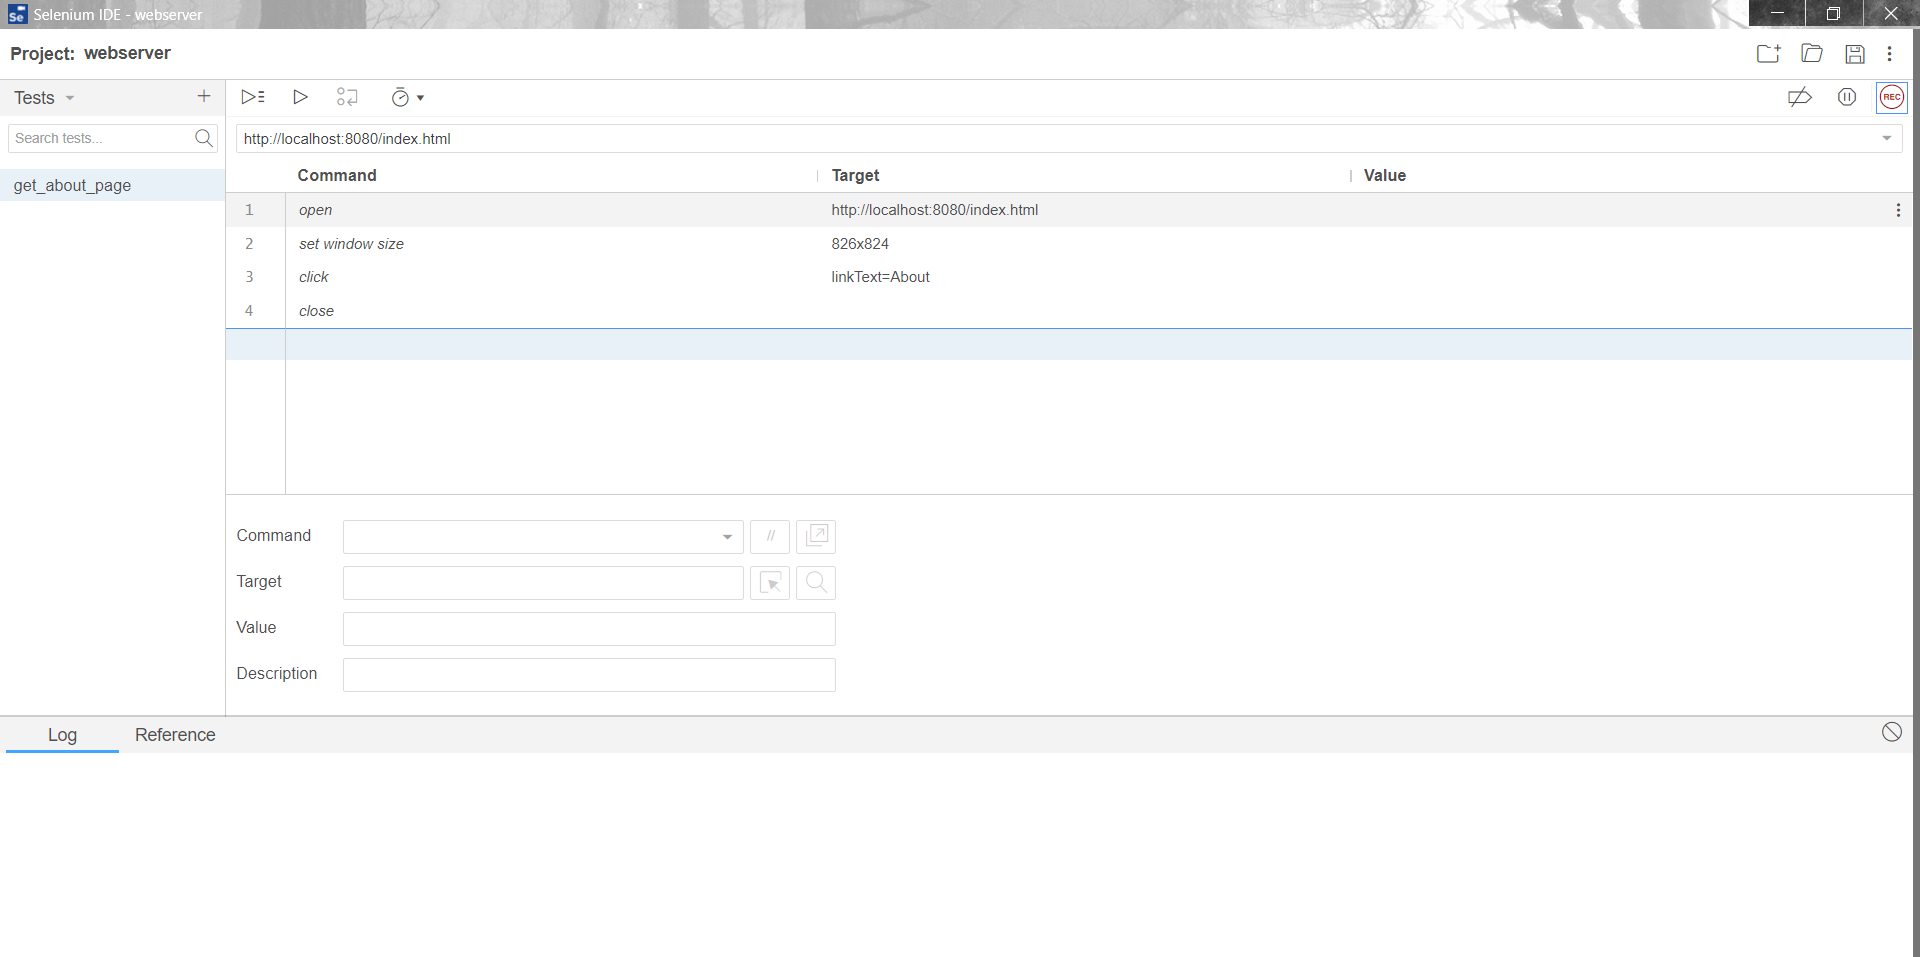 Se Selenium IDE - webserver
Project: webserver
Tests
Search tests...
get_about_page
REC
http://localhost:8080/index.html
Command Target Value
1 open http://localhost:8080/index.html
2 set window size 826x824
3 click linkText=About
4 close
Command //
Target
Value
Description
Log Reference